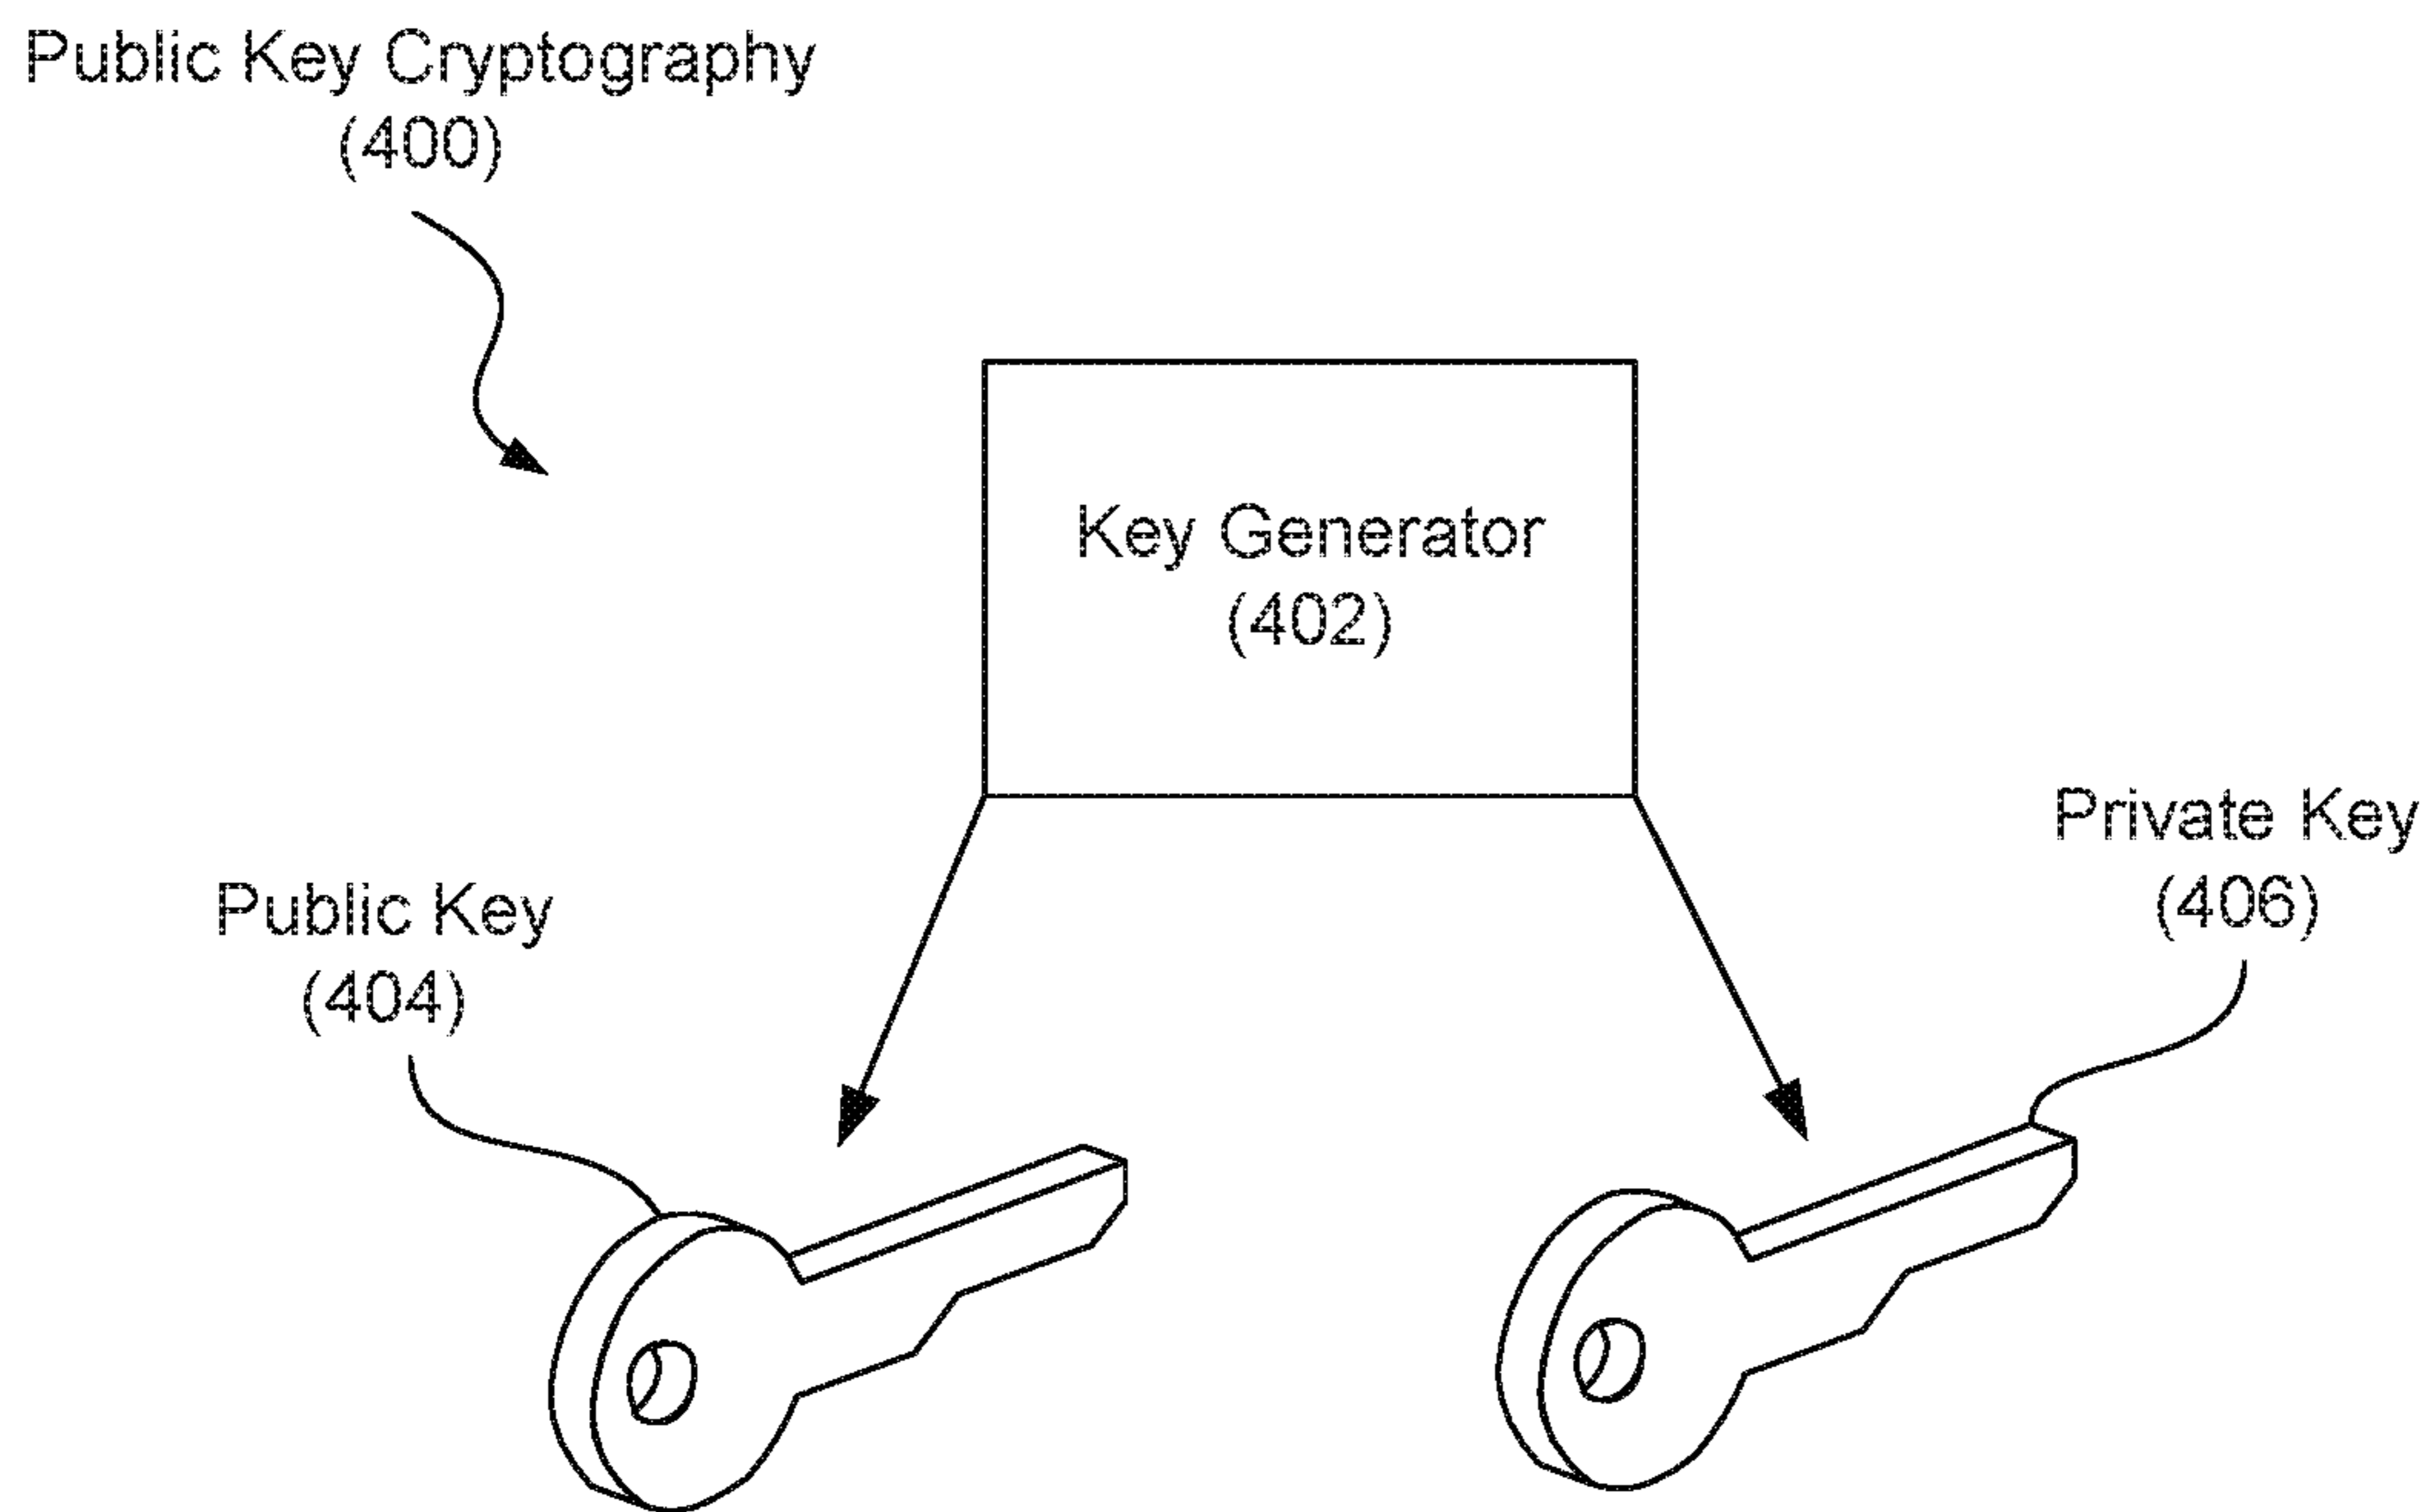 Public Key Cryptography
(400)
Key Generator
(402)
Private Key
(406)
Public Key
(404)